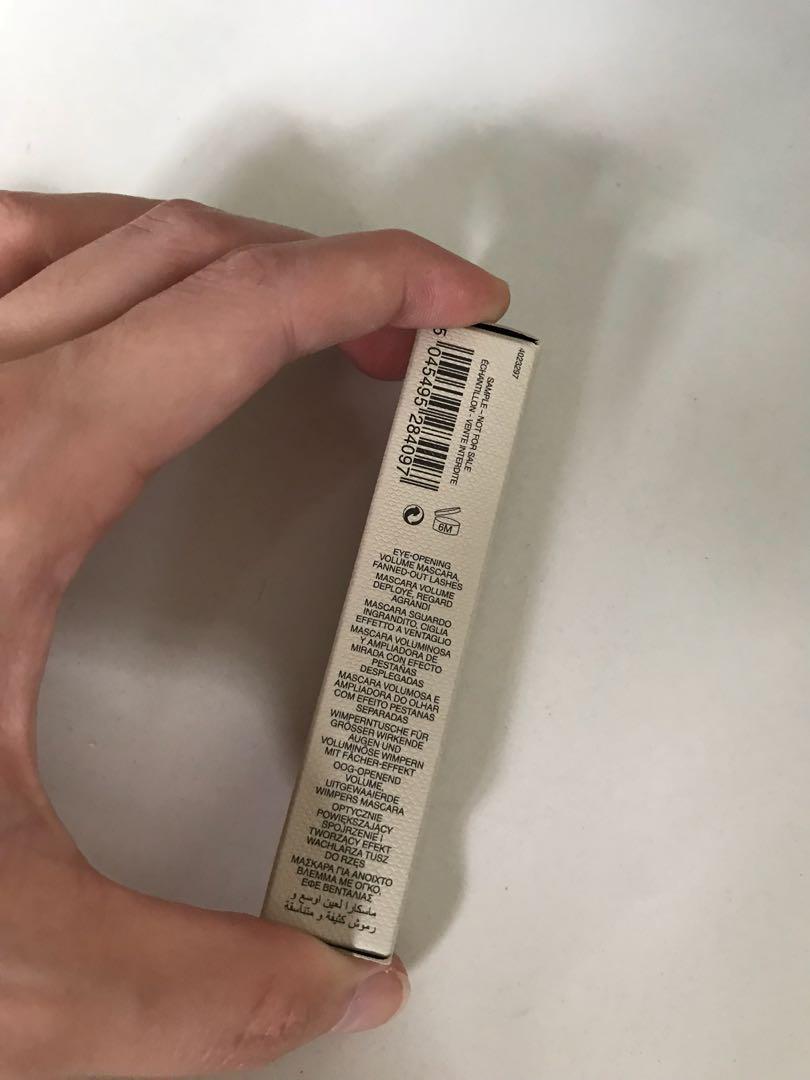 4023297
SAMPLE – NOT FOR SALE
ÉCHANTILLON - VENTE INTERDITE
5 045495 284097
6M
EYE-OPENING
VOLUME MASCARA,
FANNED-OUT LASHES
MASCARA VOLUME
DEPLOYÉ, REGARD
AGRANDI
MASCARA SGUARDO
INGRANDITO, CIGLIA
EFFETTO A VENTAGLIO
MASCARA VOLUMINOSA
Y AMPLIADORA DE
MIRADA CON EFECTO
PESTAÑAS
DESPLEGADAS
MASCARA VOLUMOSA E
AMPLIADORA DO OLHAR
COM EFEITO PESTANAS
SEPARADAS
WIMPERNTUSCHE FÜR
GRÖSSER WIRKENDE
AUGEN UND
VOLUMINÖSE WIMPERN
MIT FÄCHER-EFFEKT
OOG-OPENEND
VOLUME,
UITGEWAAIERDE
WIMPERS MASCARA
OPTYCZNIE
POWIĘKSZAJĄCY
SPOJRZENIE I
TWORZĄCY EFEKT
WACHLARZA TUSZ
DO RZĘS
ΜΑΣΚΑΡΑ ΓΙΑ ΑΝΟΙΧΤΟ
ΒΛΕΜΜΑ ΜΕ ΟΓΚΟ,
ΕΦΕ ΒΕΝΤΑΛΙΑΣ
ماسكارا لعين اوسع و
رموش كثيفة و متناسقة